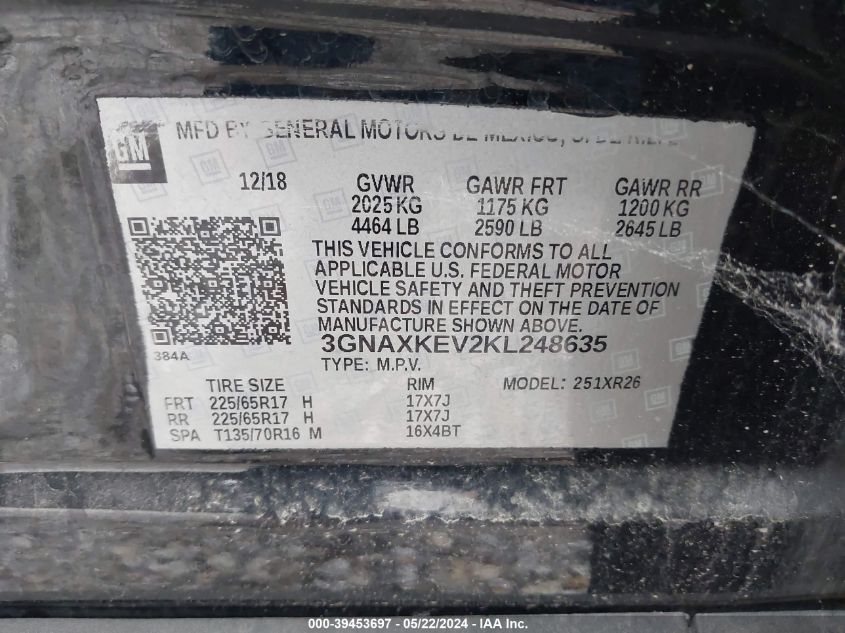 GM
MFD BY GENERAL MOTORS DE MEXICO,
12/18 GVWR GAWR FRT GAWR RR
2025 KG 1175 KG 1200 KG
4464 LB 2590 LB 2645 LB
THIS VEHICLE CONFORMS TO ALL
APPLICABLE U.S. FEDERAL MOTOR
VEHICLE SAFETY AND THEFT PREVENTION
STANDARDS IN EFFECT ON THE DATE OF
MANUFACTURE SHOWN ABOVE.
384A
3GNAXKEV2KL248635
TYPE: M.P.V.
TIRE SIZE RIM MODEL: 251XR26
FRT 225/65R17 H 17X7J
RR 225/65R17 H 17X7J
SPA T135/70R16 M 16X4BT
000-39453697 - 05/22/2024 - © IAA, LLC